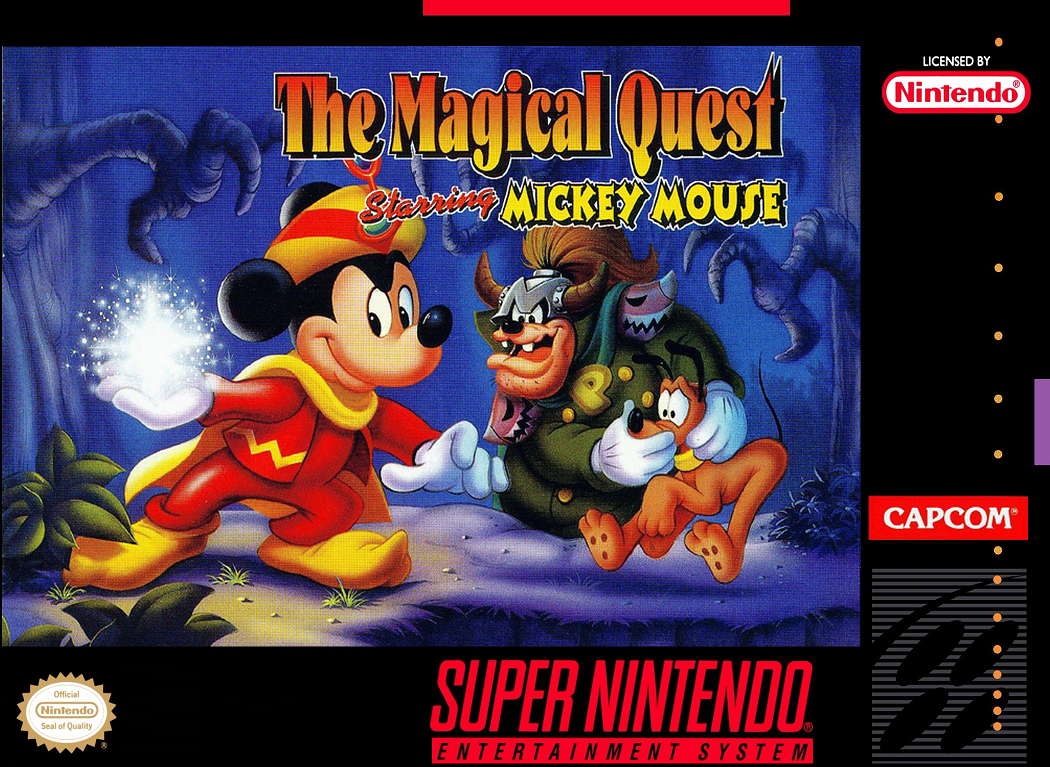 The Magical Quest
Starring MICKEY MOUSE
LICENSED BY
Nintendo®
CAPCOM®
Official
Nintendo
Seal of Quality
®
SUPER NINTENDO®
ENTERTAINMENT SYSTEM